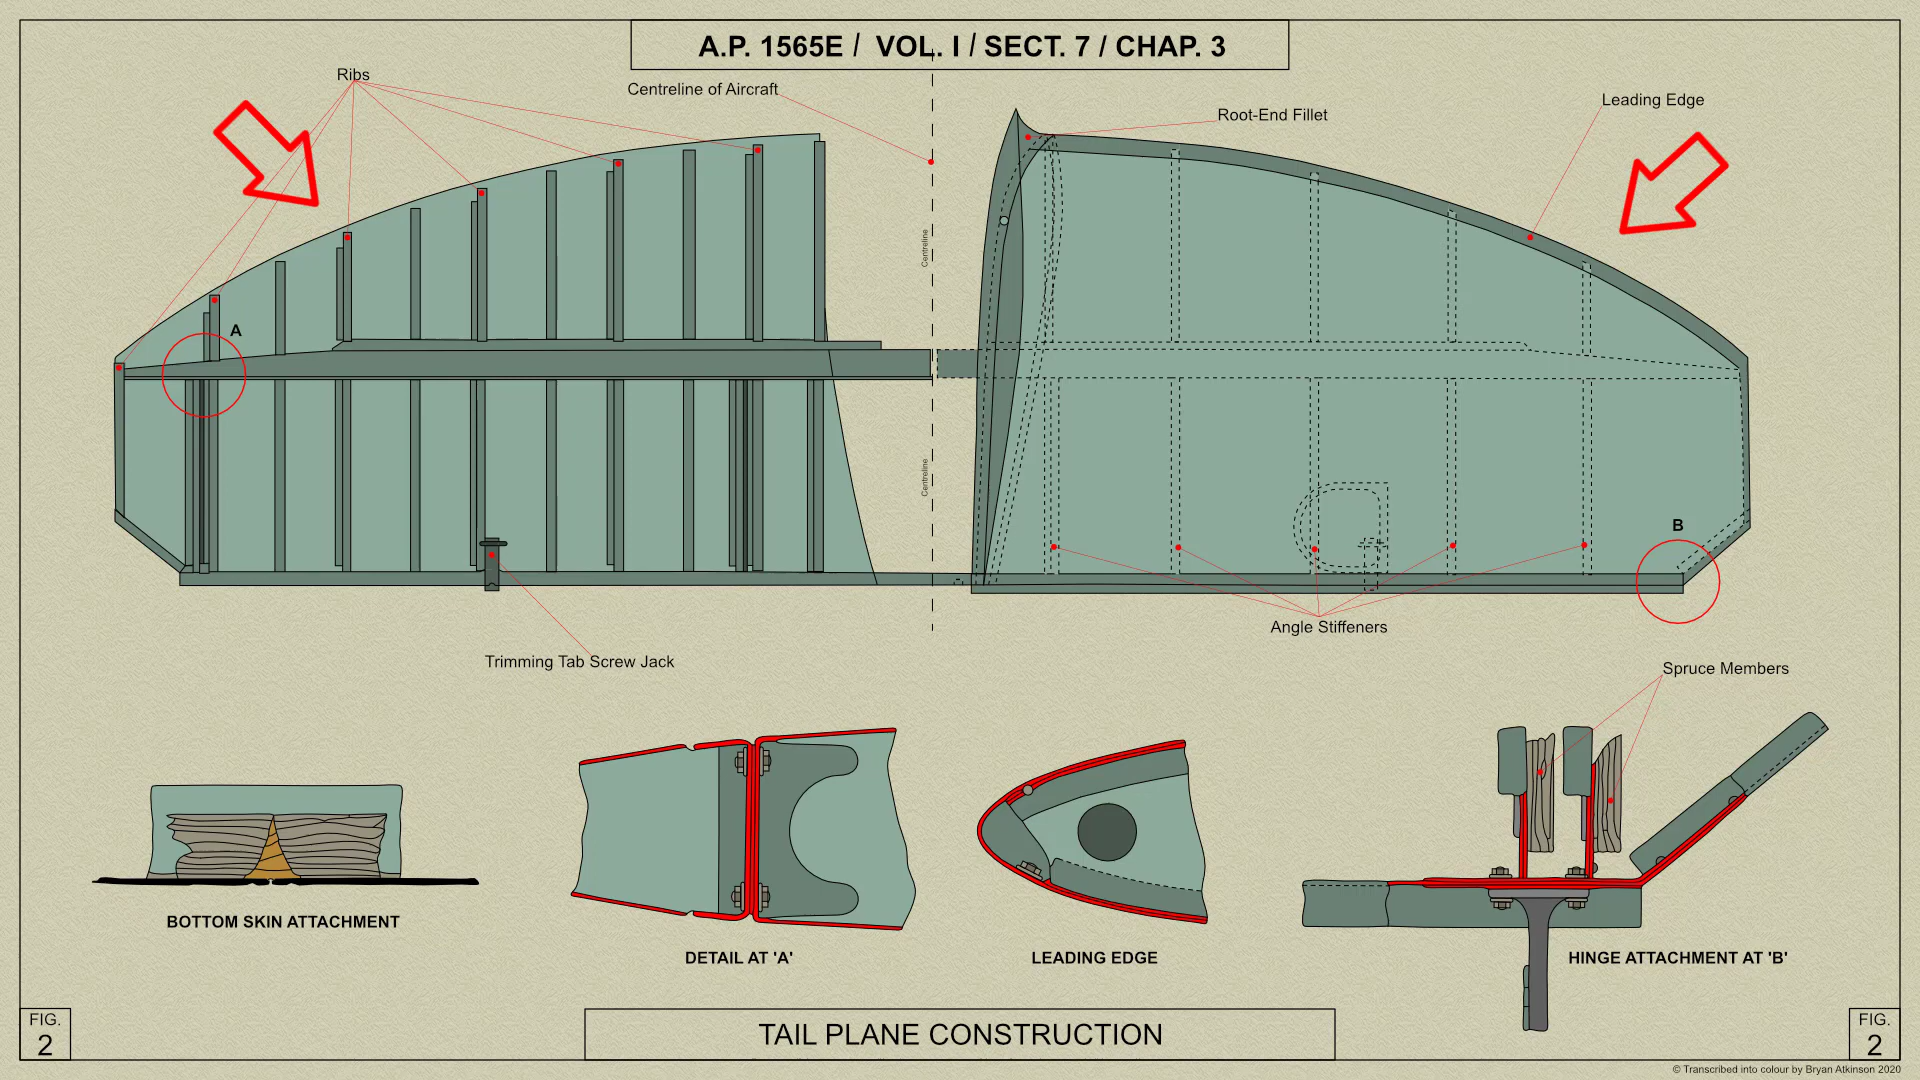 A.P. 1565E / VOL. I / SECT. 7 / CHAP. 3
Ribs
Centreline of Aircraft
Root-End Fillet
Leading Edge
A
Centreline
Centreline
B
Angle Stiffeners
Trimming Tab Screw Jack
Spruce Members
BOTTOM SKIN ATTACHMENT
DETAIL AT 'A'
LEADING EDGE
HINGE ATTACHMENT AT 'B'
FIG.
2
TAIL PLANE CONSTRUCTION
FIG.
2
© Transcribed into colour by Bryan Atkinson 2020